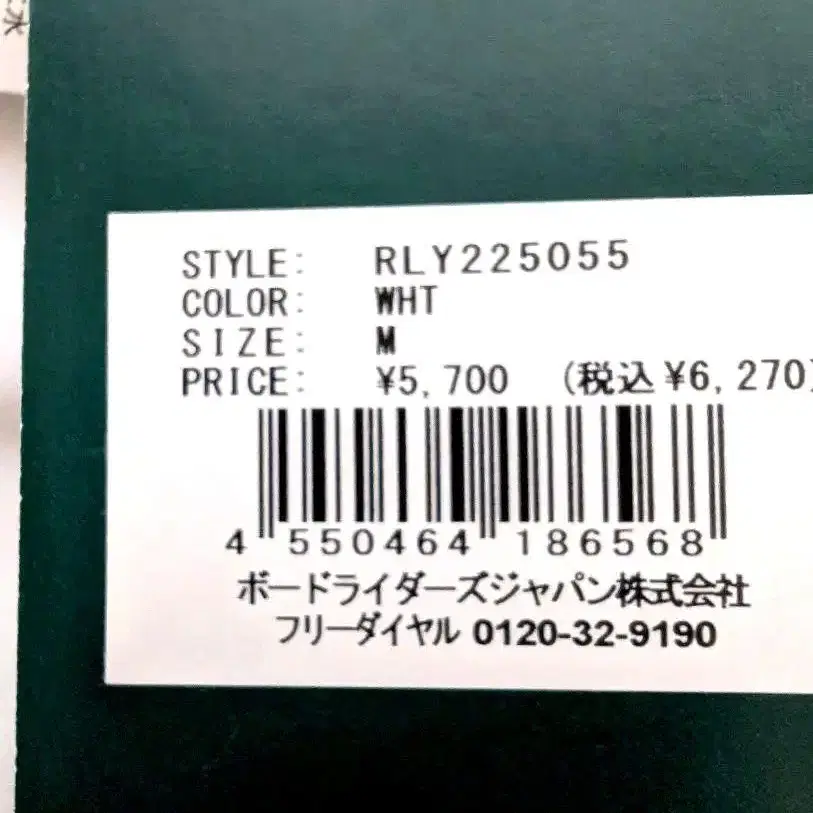 水
STYLE: RLY225055
COLOR: WHT
SIZE: M
PRICE: ¥5,700 (税込¥6,270)
4 550464 186568
ボードライダーズジャパン株式会社
フリーダイヤル 0120-32-9190